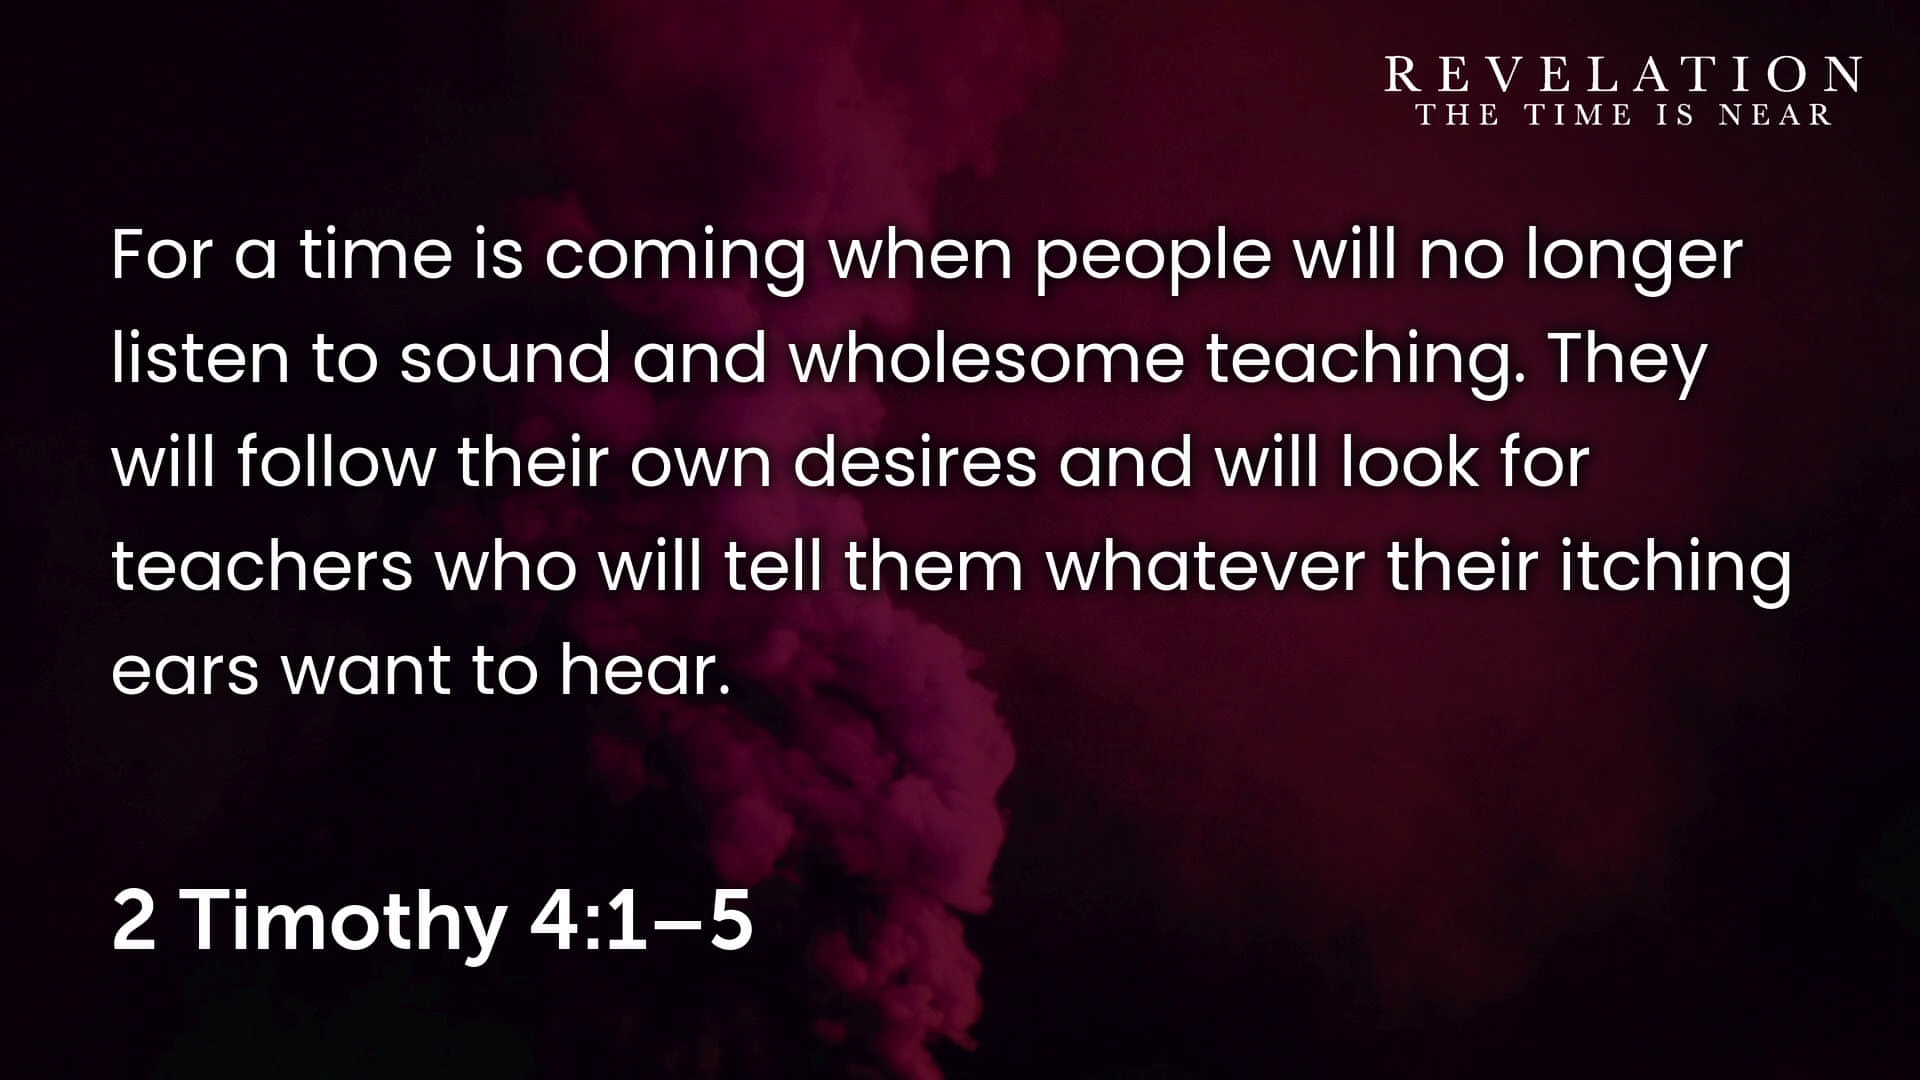 REVELATION
THE TIME IS NEAR
For a time is coming when people will no longer
listen to sound and wholesome teaching. They
will follow their own desires and will look for
teachers who will tell them whatever their itching
ears want to hear.
2 Timothy 4:1–5